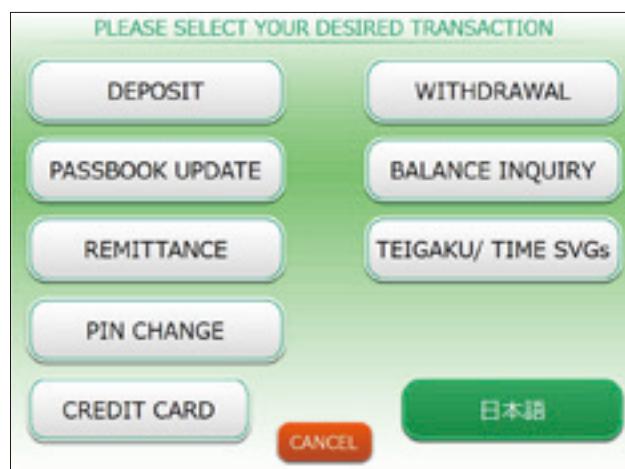 PLEASE SELECT YOUR DESIRED TRANSACTION
DEPOSIT
WITHDRAWAL
PASSBOOK UPDATE
BALANCE INQUIRY
REMITTANCE
TEIGAKU/ TIME SVGs
PIN CHANGE
CREDIT CARD
日本語
CANCEL